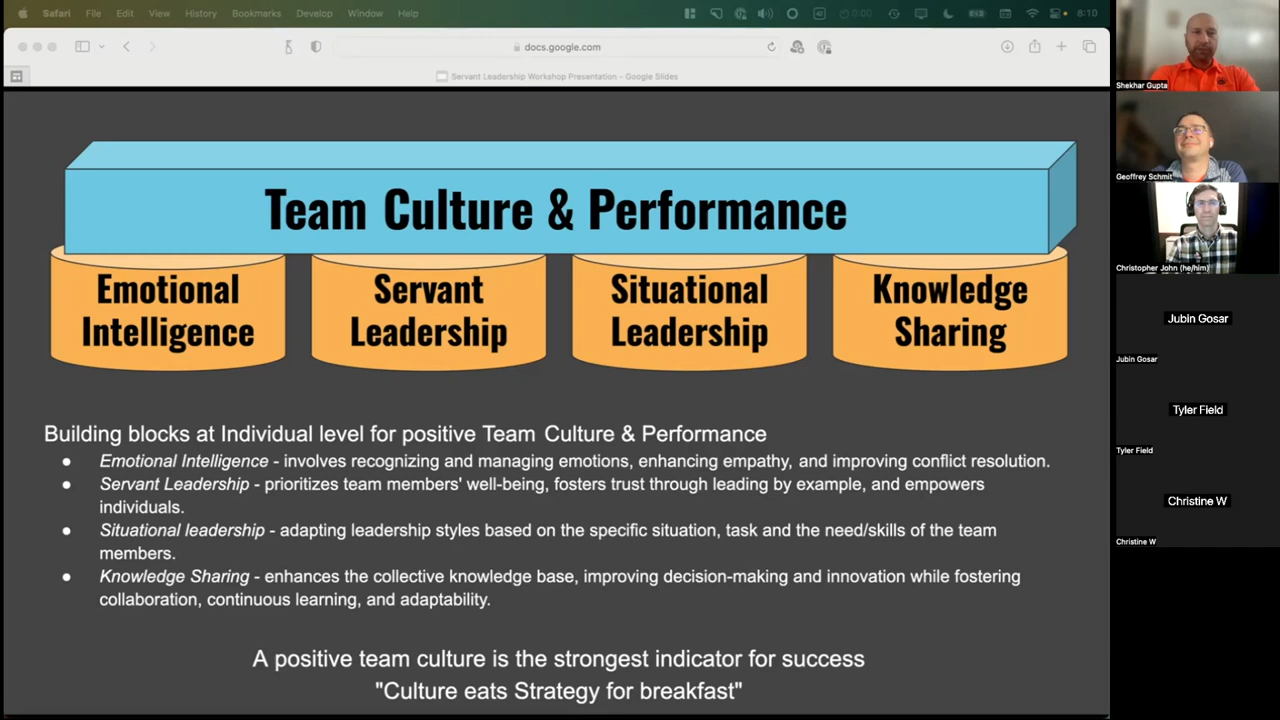 Safari File Edit View History Bookmarks Develop Window Help 8:10
docs.google.com
Servant Leadership Workshop Presentation - Google Slides
Team Culture & Performance
Emotional
Intelligence
Servant
Leadership
Situational
Leadership
Knowledge
Sharing
Building blocks at Individual level for positive Team Culture & Performance
● Emotional Intelligence - involves recognizing and managing emotions, enhancing empathy, and improving conflict resolution.
● Servant Leadership - prioritizes team members' well-being, fosters trust through leading by example, and empowers
individuals.
● Situational leadership - adapting leadership styles based on the specific situation, task and the need/skills of the team
members.
● Knowledge Sharing - enhances the collective knowledge base, improving decision-making and innovation while fostering
collaboration, continuous learning, and adaptability.
A positive team culture is the strongest indicator for success
"Culture eats Strategy for breakfast"
Shekhar Gupta
Geoffrey Schmit
Christopher John (he/him)
Jubin Gosar
Jubin Gosar
Tyler Field
Tyler Field
Christine W
Christine W